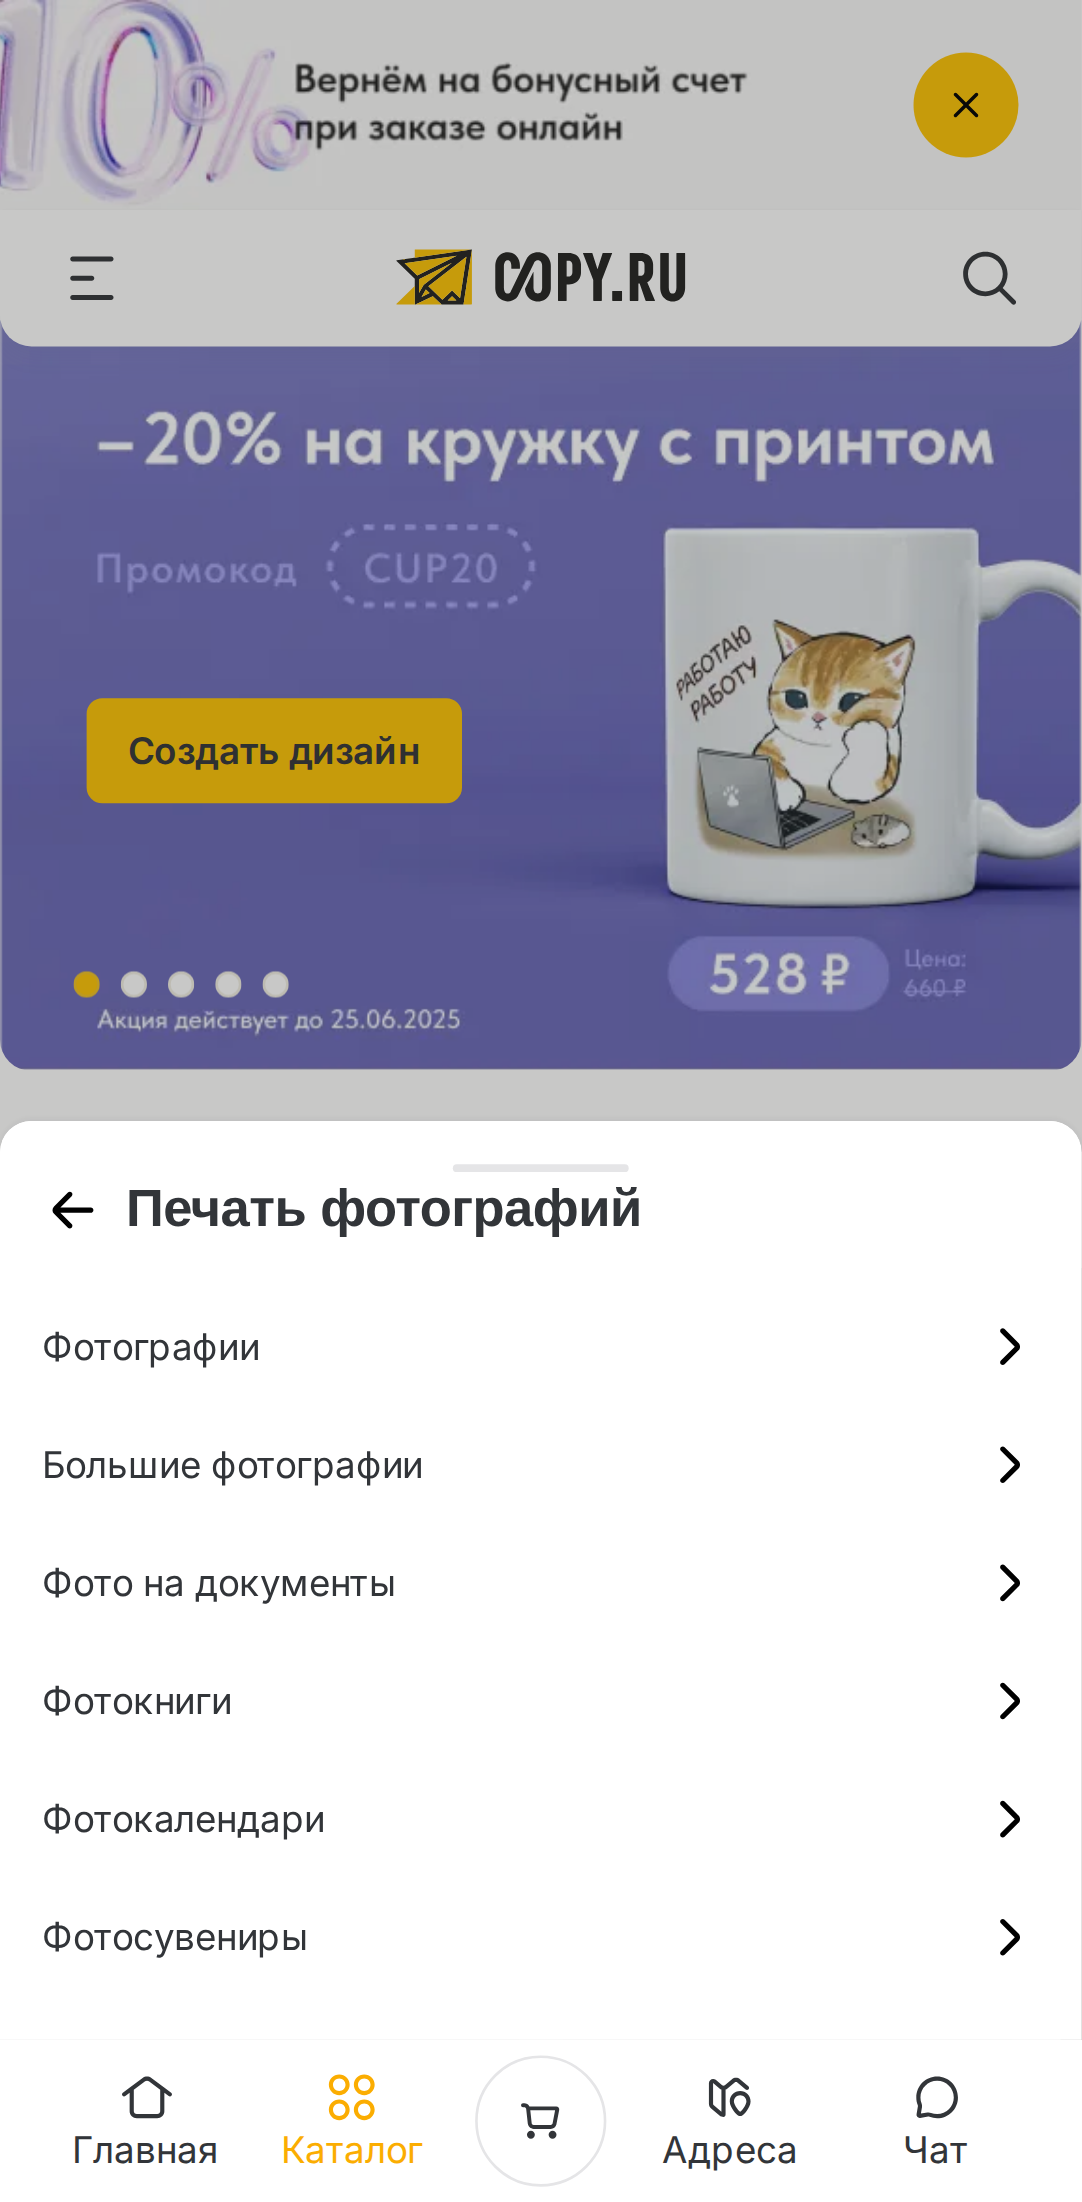 10%
Вернём на бонусный счет
при заказе онлайн
COPY.RU
–20% на кружку с принтом
Промокод CUP20
РАБОТАЮ
РАБОТУ
Создать дизайн
528 ₽
Цена:
660 ₽
Акция действует до 25.06.2025
Печать фотографий
Фотографии
Большие фотографии
Фото на документы
Фотокниги
Фотокалендари
Фотосувениры
Главная
Каталог
Адреса
Чат